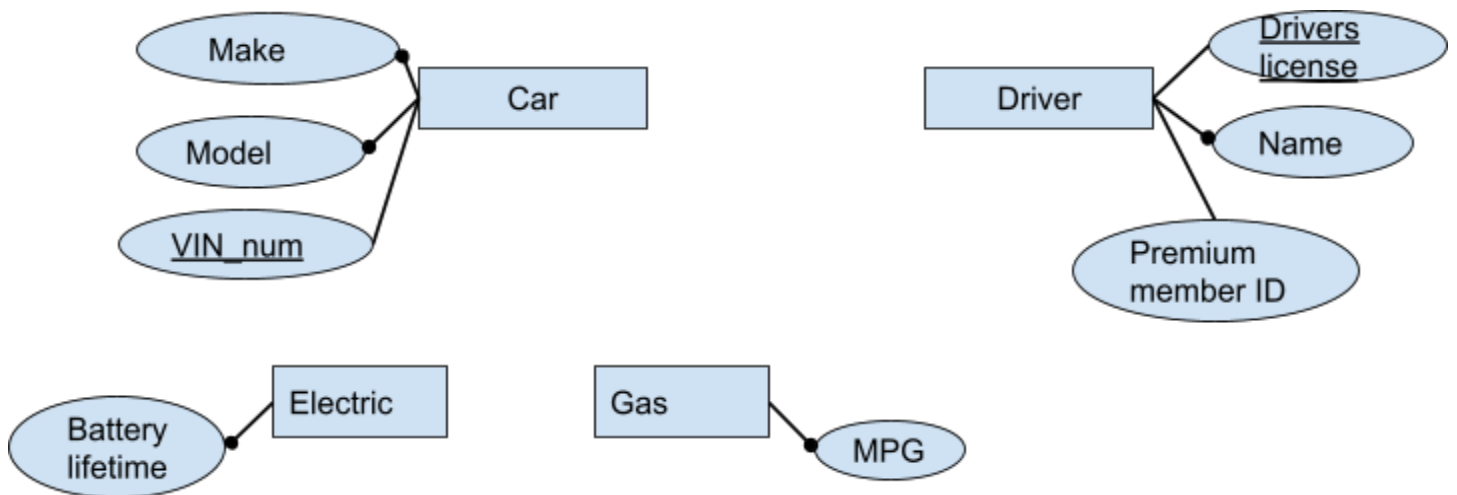 Make
Car
Model
VIN_num
Driver
Drivers
license
Name
Premium
member ID
Electric
Battery
lifetime
Gas
MPG